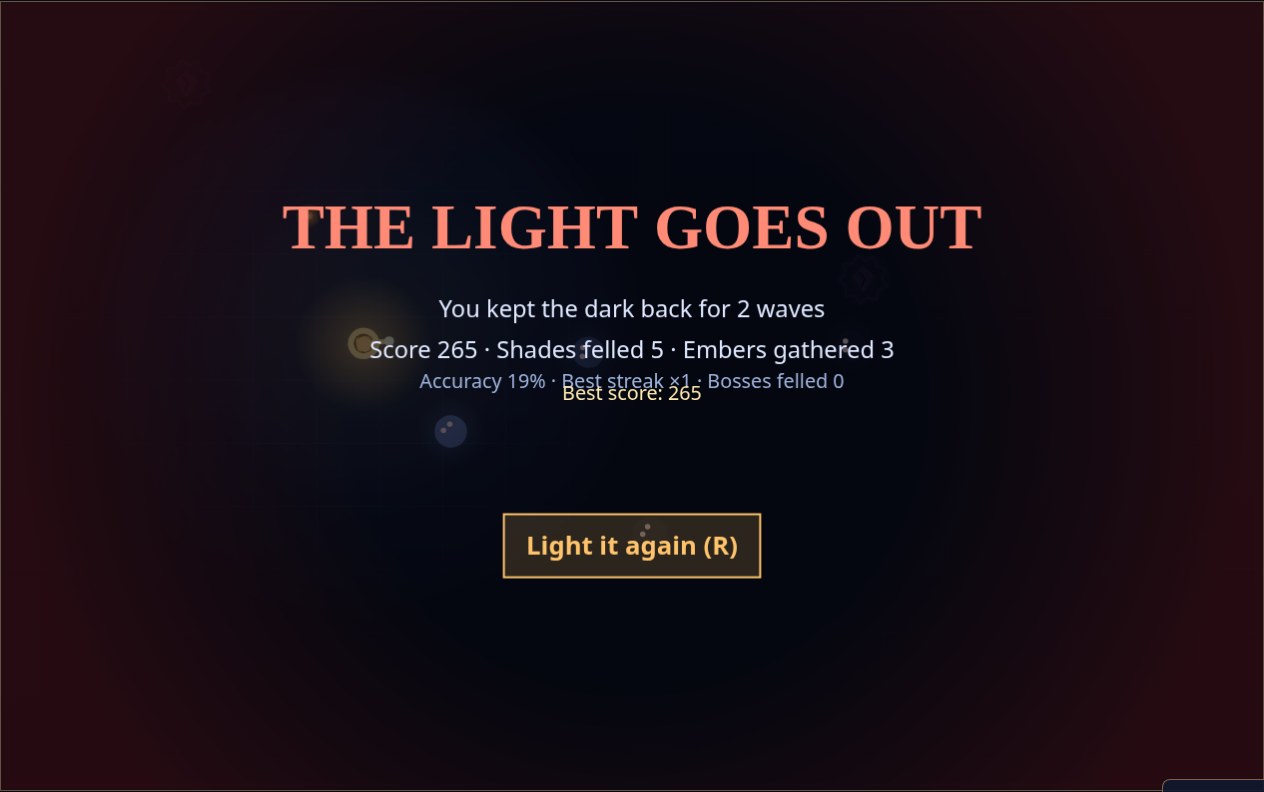 THE LIGHT GOES OUT
You kept the dark back for 2 waves
Score 265 · Shades felled 5 · Embers gathered 3
Accuracy 19% · Best streak ×1 · Bosses felled 0
Best score: 265
Light it again (R)